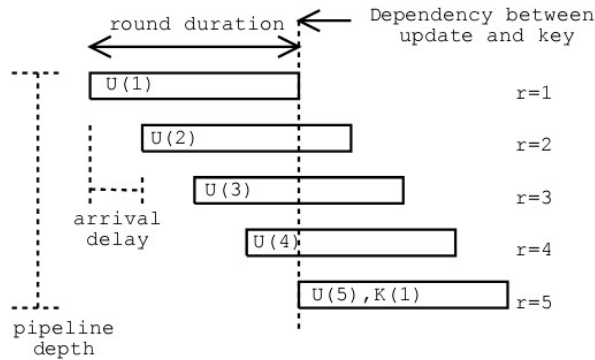 round duration
Dependency between
update and key
U(1)
r=1
U(2)
r=2
U(3)
r=3
arrival
delay
U(4)
r=4
U(5),K(1)
r=5
pipeline
depth